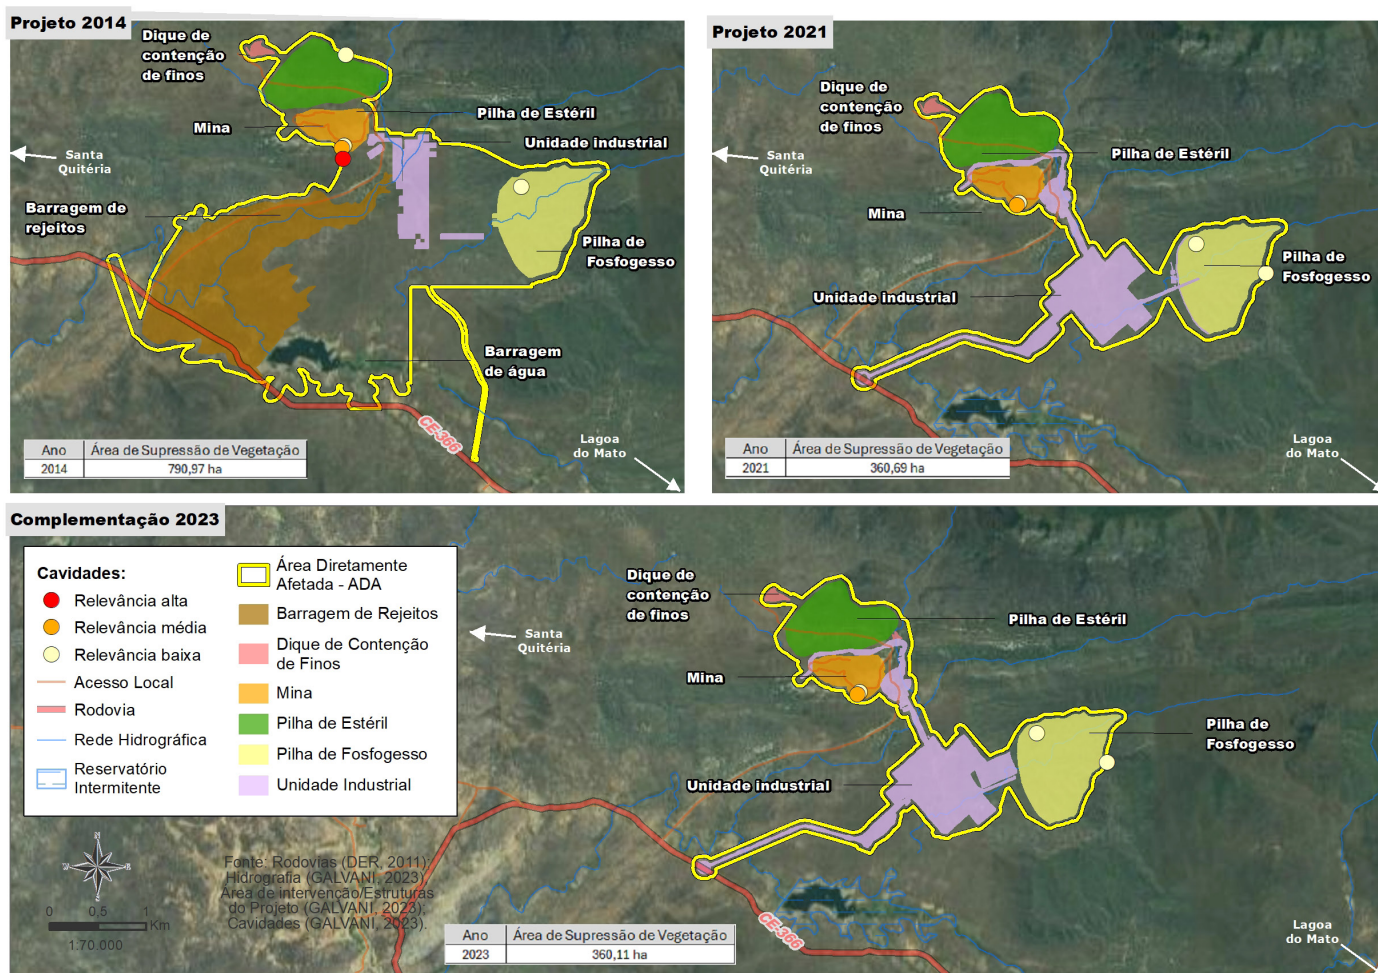 Projeto 2014
Dique de
contenção
de finos
Pilha de Estéril
Mina
Unidade industrial
Santa
Quitéria
Barragem de
rejeitos
Pilha de
Fosfogesso
Barragem
de água
CE-366
Lagoa
do Mato
Ano Área de Supressão de Vegetação
2014 790,97 ha
Projeto 2021
Dique de
contenção
de finos
Pilha de Estéril
Santa
Quitéria
Mina
Pilha de
Fosfogesso
Unidade industrial
Lagoa
do Mato
Ano Área de Supressão de Vegetação
2021 360,69 ha
Complementação 2023
Cavidades:
Relevância alta
Relevância média
Relevância baixa
Acesso Local
Rodovia
Rede Hidrográfica
Reservatório
Intermitente
Área Diretamente
Afetada - ADA
Barragem de Rejeitos
Dique de Contenção
de Finos
Mina
Pilha de Estéril
Pilha de Fosfogesso
Unidade Industrial
Santa
Quitéria
Dique de
contenção
de finos
Pilha de Estéril
Mina
Pilha de
Fosfogesso
Unidade industrial
CE-366
Lagoa
do Mato
N
0 0,5 1
Km
1:70.000
Fonte: Rodovias (DER, 2011);
Hidrografia (GALVANI, 2023);
Área de intervenção/Estruturas
do Projeto (GALVANI, 2023);
Cavidades (GALVANI, 2023).
Ano Área de Supressão de Vegetação
2023 360,11 ha